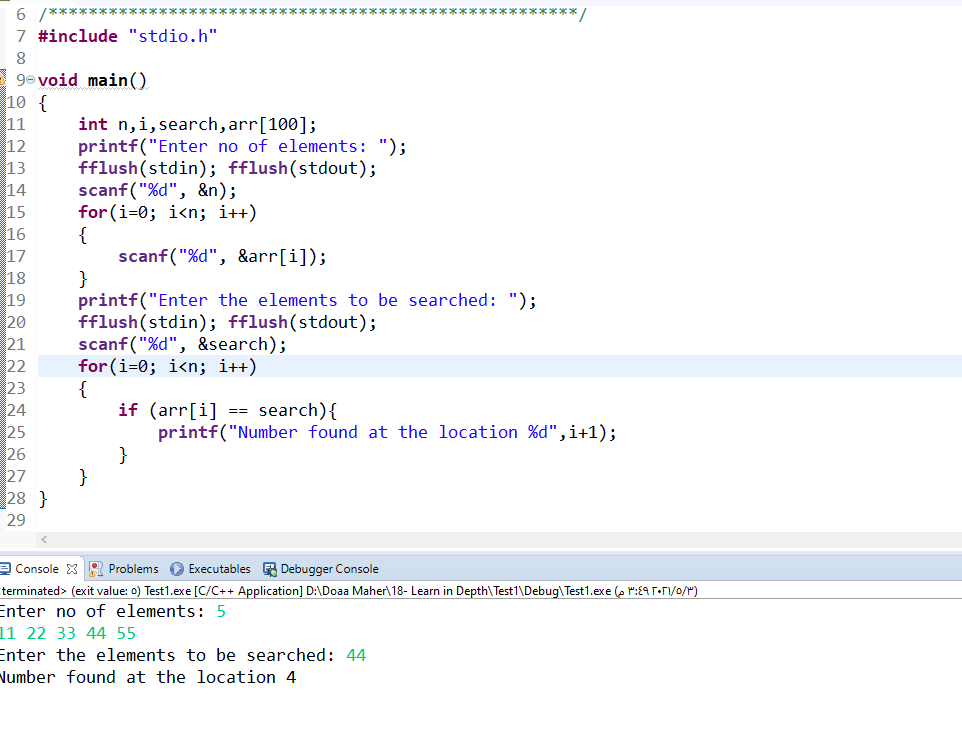 6 /*****************************************************/
7 #include "stdio.h"
8
9 void main()
10 {
11 int n,i,search,arr[100];
12 printf("Enter no of elements: ");
13 fflush(stdin); fflush(stdout);
14 scanf("%d", &n);
15 for(i=0; i<n; i++)
16 {
17 scanf("%d", &arr[i]);
18 }
19 printf("Enter the elements to be searched: ");
20 fflush(stdin); fflush(stdout);
21 scanf("%d", &search);
22 for(i=0; i<n; i++)
23 {
24 if (arr[i] == search){
25 printf("Number found at the location %d",i+1);
26 }
27 }
28 }
29
Console Problems Executables Debugger Console
<terminated> (exit value: ٥) Test1.exe [C/C++ Application] D:\Doaa Maher\18- Learn in Depth\Test1\Debug\Test1.exe (م ٣:٤٩ ٢٠٢١/٥/٣)
Enter no of elements: 5
11 22 33 44 55
Enter the elements to be searched: 44
Number found at the location 4